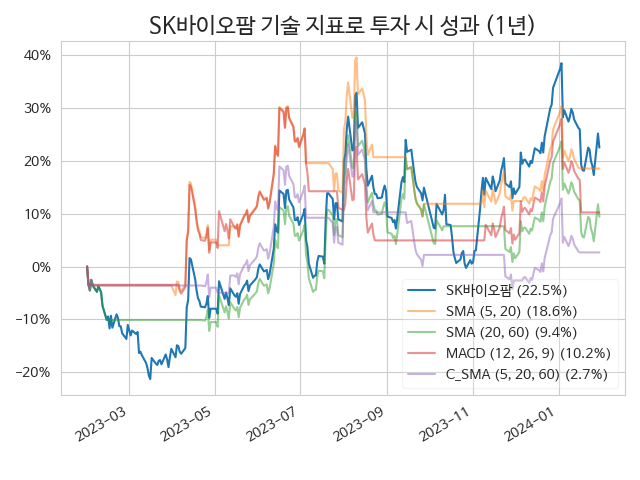 SK바이오팜 기술 지표로 투자 시 성과 (1년)
40%
30%
20%
10%
0%
−10%
−20%
SK바이오팜 (22.5%)
SMA (5, 20) (18.6%)
SMA (20, 60) (9.4%)
MACD (12, 26, 9) (10.2%)
C_SMA (5, 20, 60) (2.7%)
2023-03
2023-05
2023-07
2023-09
2023-11
2024-01